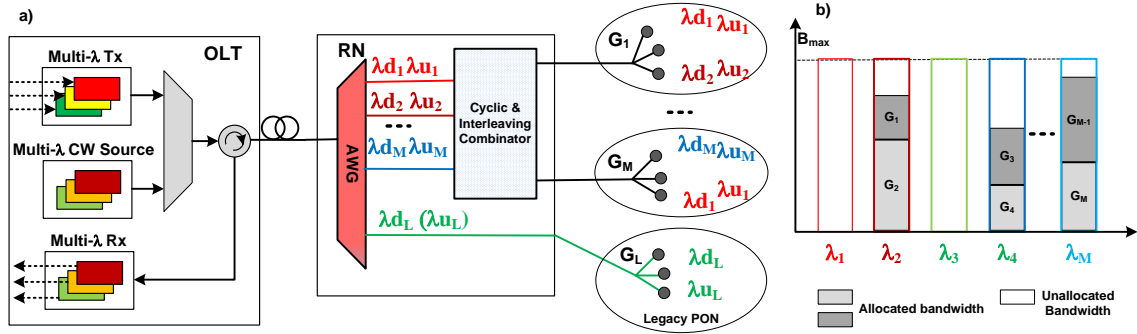 a)
OLT
Multi-λ Tx
Multi-λ CW Source
Multi-λ Rx
RN
AWG
λd1 λu1
λd2 λu2
λdM λuM
λdL (λuL)
Cyclic &
Interleaving
Combinator
G1
λd1 λu1
λd2 λu2
GM
λdM λuM
λd1 λu1
GL
λdL
λuL
Legacy PON
b)
Bmax
G1
G2
G3
G4
GM-1
GM
λ1
λ2
λ3
λ4
λM
Allocated bandwidth
Unallocated
Bandwidth